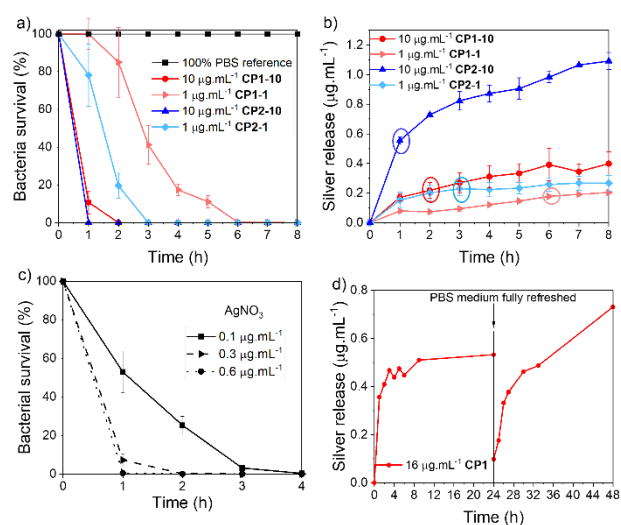 a)
Bacteria survival (%)
100
80
60
40
20
0
100% PBS reference
10 µg.mL⁻¹ CP1-10
1 µg.mL⁻¹ CP1-1
10 µg.mL⁻¹ CP2-10
1 µg.mL⁻¹ CP2-1
0 1 2 3 4 5 6 7 8
Time (h)
b)
Silver release (µg.mL⁻¹)
1.2
1.0
0.8
0.6
0.4
0.2
0.0
10 µg.mL⁻¹ CP1-10
1 µg.mL⁻¹ CP1-1
10 µg.mL⁻¹ CP2-10
1 µg.mL⁻¹ CP2-1
0 1 2 3 4 5 6 7 8
Time (h)
c)
Bacterial survival (%)
100
80
60
40
20
0
AgNO₃
0.1 µg.mL⁻¹
0.3 µg.mL⁻¹
0.6 µg.mL⁻¹
0 1 2 3 4
Time (h)
d)
PBS medium fully refreshed
Silver release (µg.mL⁻¹)
0.8
0.6
0.4
0.2
0.0
16 µg.mL⁻¹ CP1
0 4 8 12 16 20 24 30 36 42 48
Time (h)